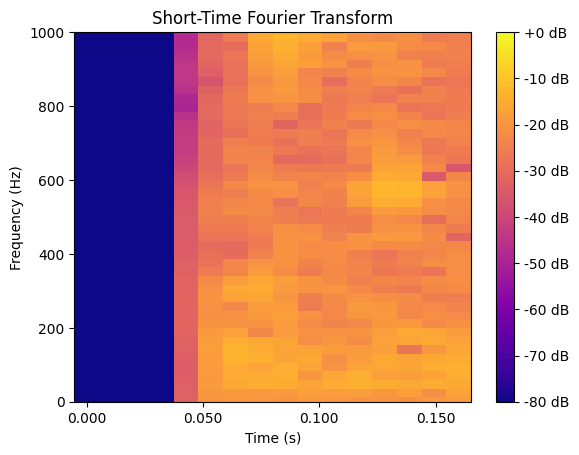 Short-Time Fourier Transform
1000
800
600
400
200
0
Frequency (Hz)
0.000
0.050
0.100
0.150
Time (s)
+0 dB
-10 dB
-20 dB
-30 dB
-40 dB
-50 dB
-60 dB
-70 dB
-80 dB